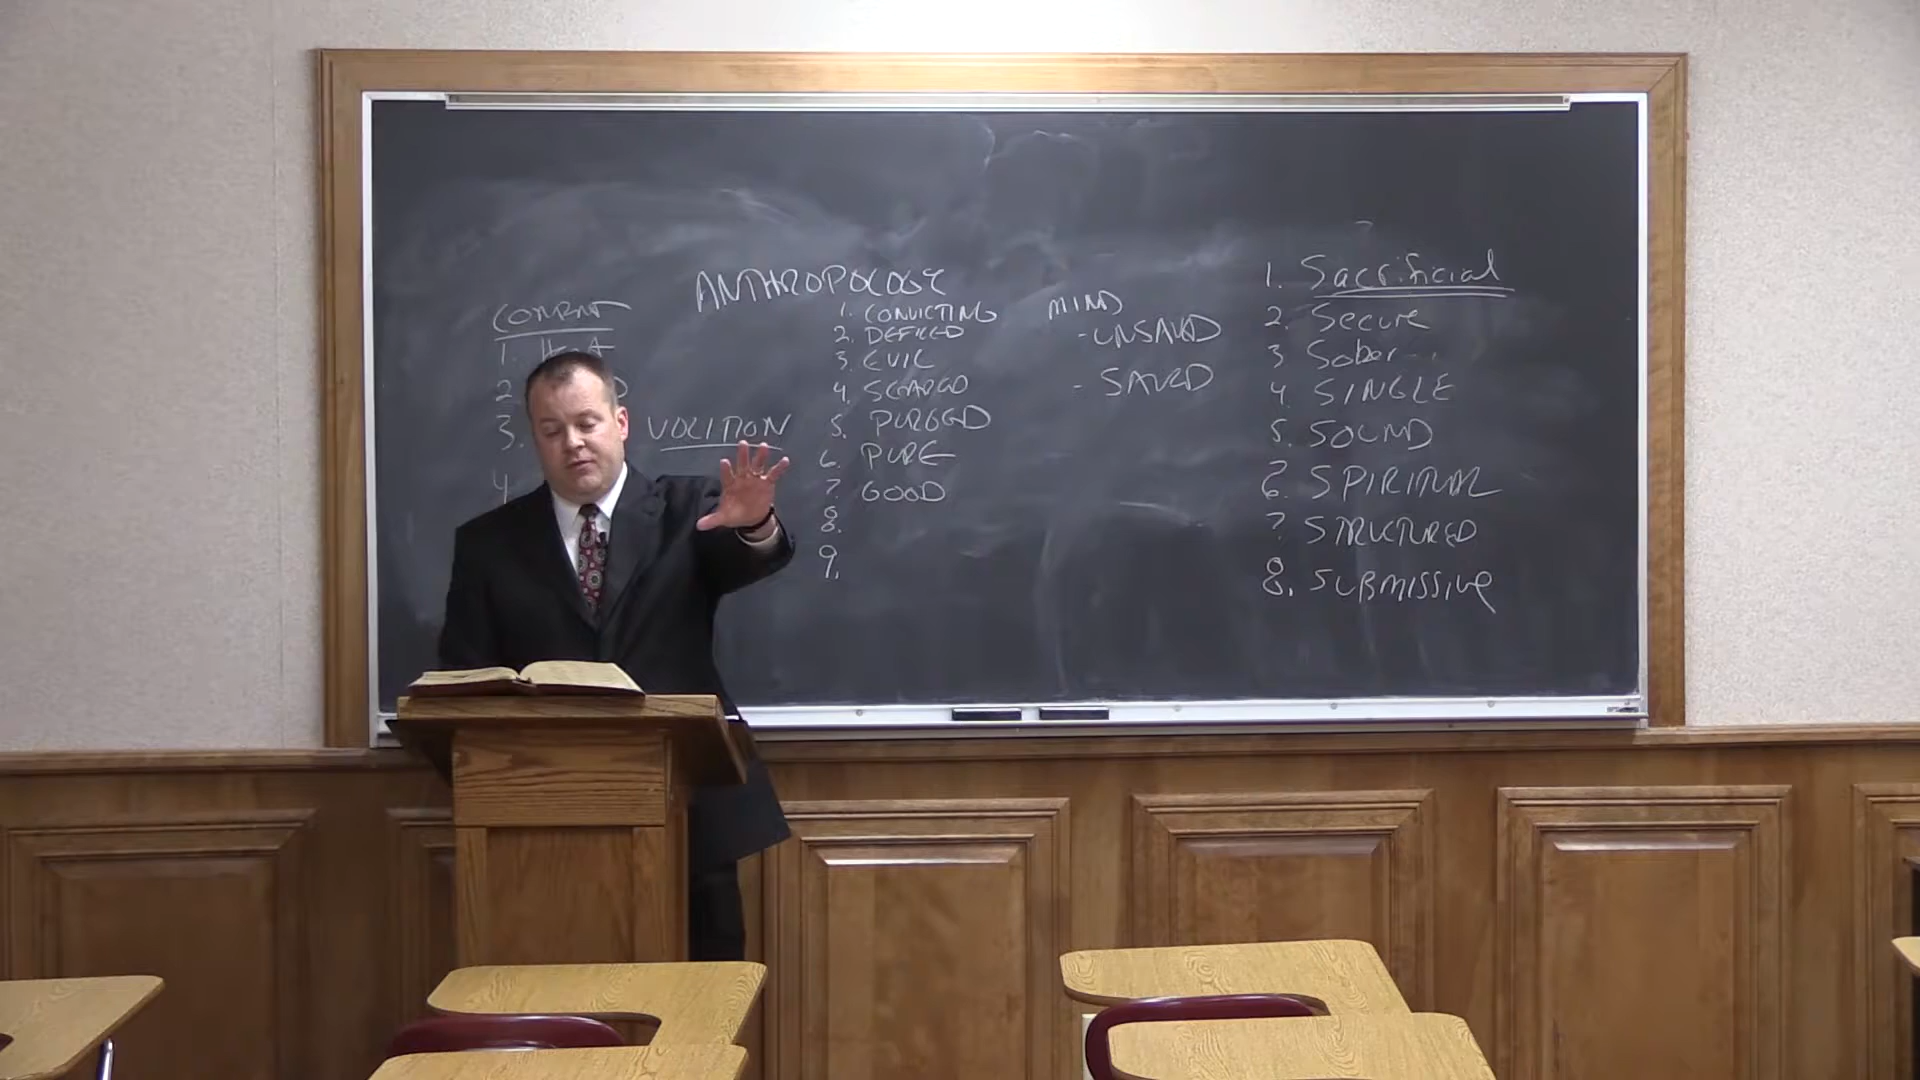 ANTHROPOLOGY
1.
2.
3.
4
VOLITION
1. CONVICTING
2. DEFILED
3. EVIL
4. SEARED
5. PURGED
6. PURE
7. GOOD
8.
9.
MIND
- UNSAVED
- SAVED
1. Sacrificial
2. Secure
3 Sober
4. SINGLE
5. SOUND
6. SPIRITUAL
7 STRUCTURED
8. SUBMISSIVE